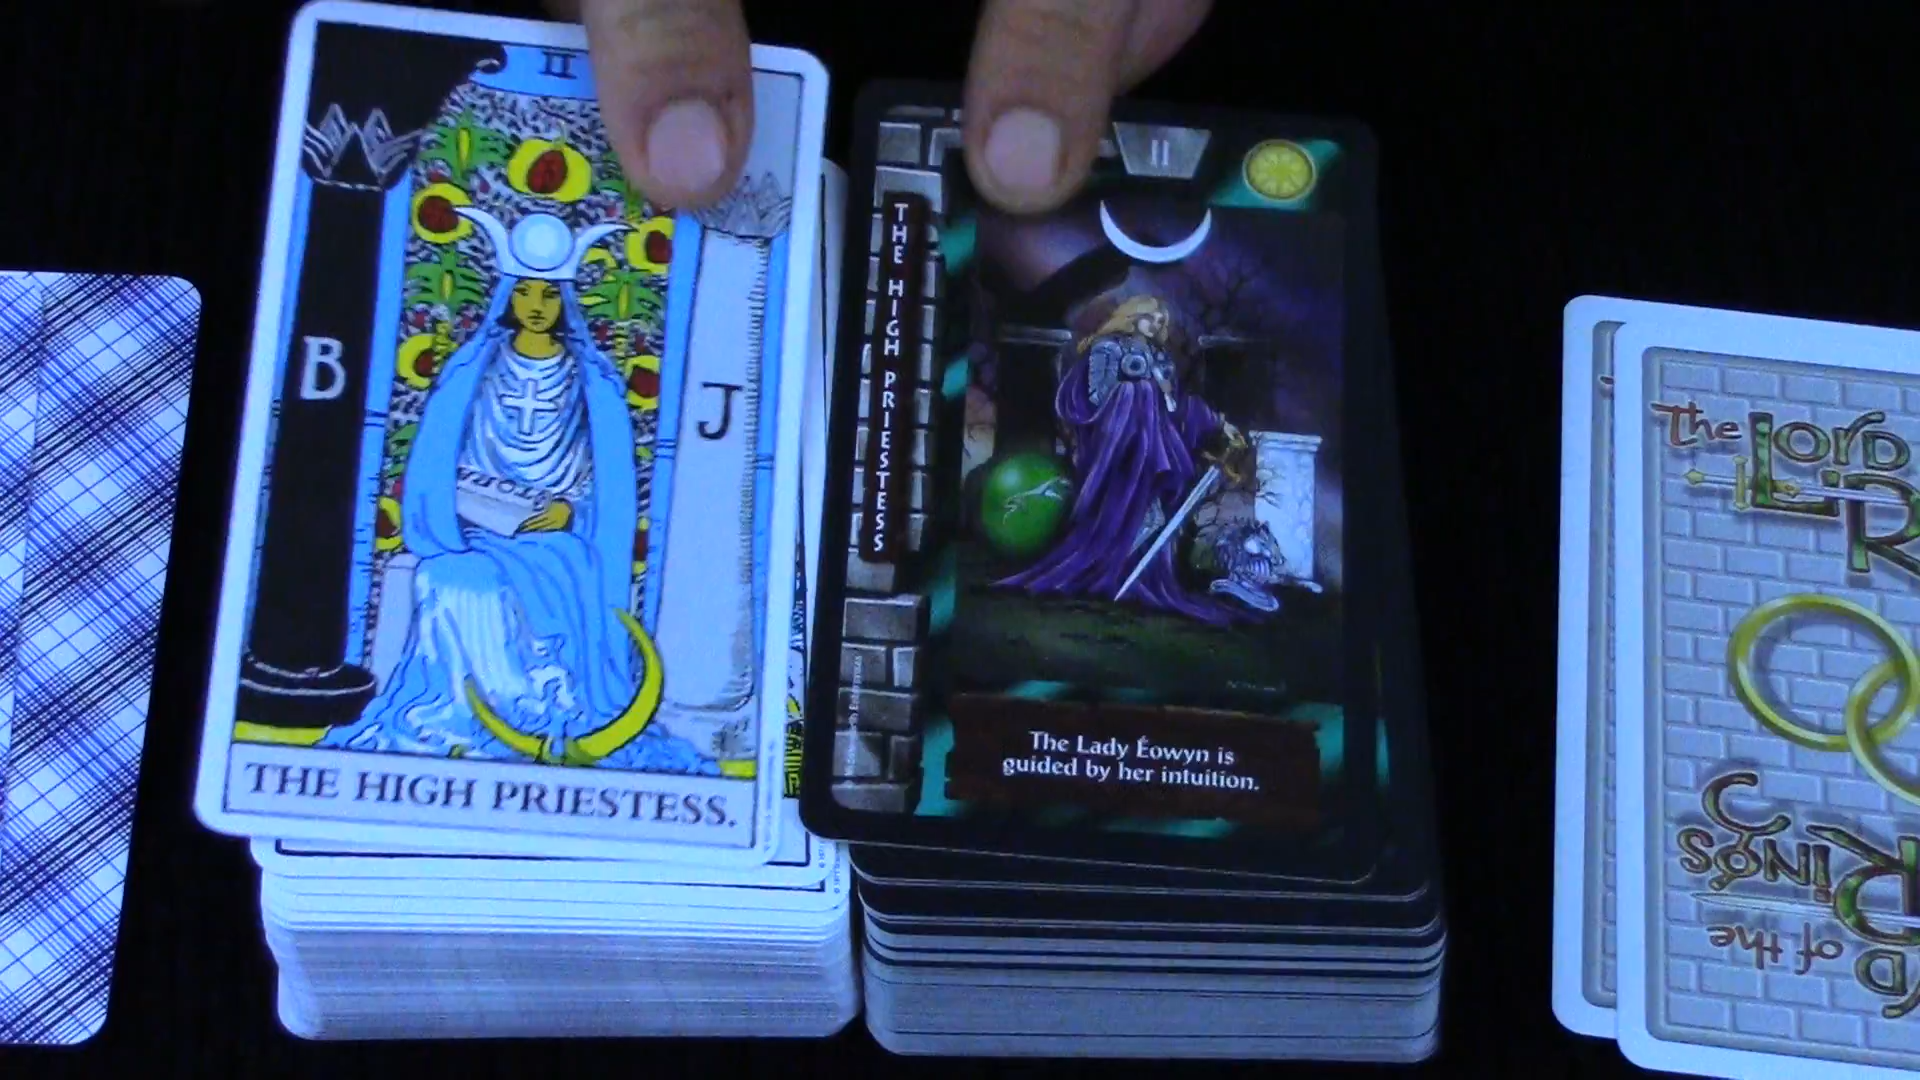 II
B
J
TORA
THE HIGH PRIESTESS.
II
THE HIGH PRIESTESS
The Lady Éowyn is
guided by her intuition.
The Lord
R
of the
Rings